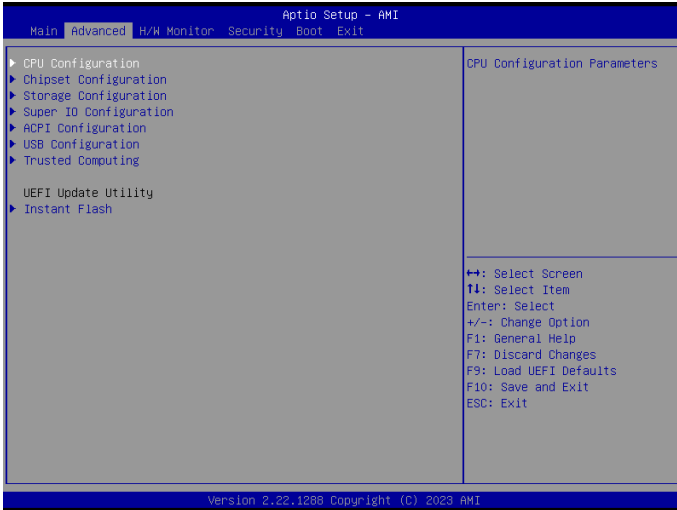 Aptio Setup - AMI
Main Advanced H/W Monitor Security Boot Exit
CPU Configuration
Chipset Configuration
Storage Configuration
Super IO Configuration
ACPI Configuration
USB Configuration
Trusted Computing
UEFI Update Utility
Instant Flash
CPU Configuration Parameters
↔: Select Screen
↑↓: Select Item
Enter: Select
+/-: Change Option
F1: General Help
F7: Discard Changes
F9: Load UEFI Defaults
F10: Save and Exit
ESC: Exit
Version 2.22.1288 Copyright (C) 2023 AMI